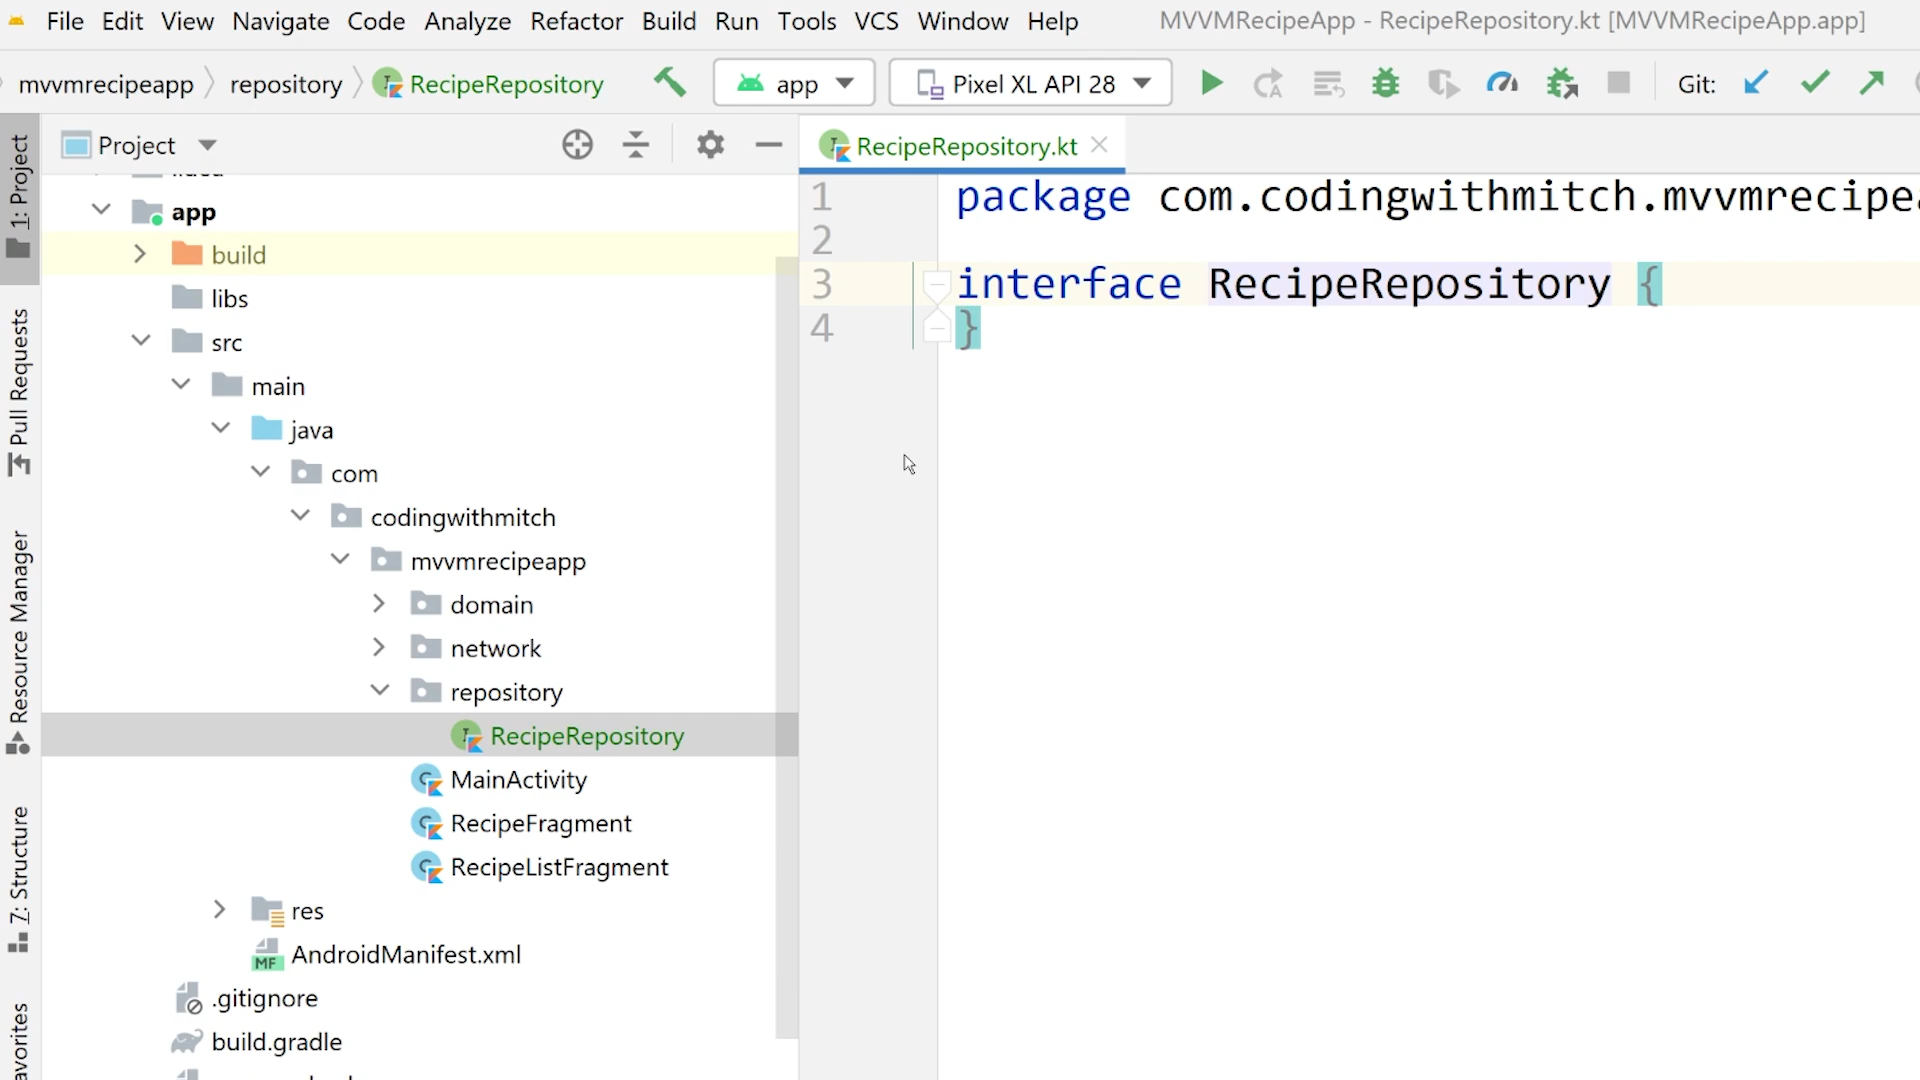 File Edit View Navigate Code Analyze Refactor Build Run Tools VCS Window Help MVVMRecipeApp - RecipeRepository.kt [MVVMRecipeApp.app]
mvvmrecipeapp repository RecipeRepository app Pixel XL API 28 Git:
Project
RecipeRepository.kt
app
build
libs
src
main
java
com
codingwithmitch
mvvmrecipeapp
domain
network
repository
RecipeRepository
MainActivity
RecipeFragment
RecipeListFragment
res
MF AndroidManifest.xml
.gitignore
build.gradle
1: Project
Pull Requests
Resource Manager
7: Structure
avorites
1 package com.codingwithmitch.mvvmrecipea
2
3 interface RecipeRepository {
4 }